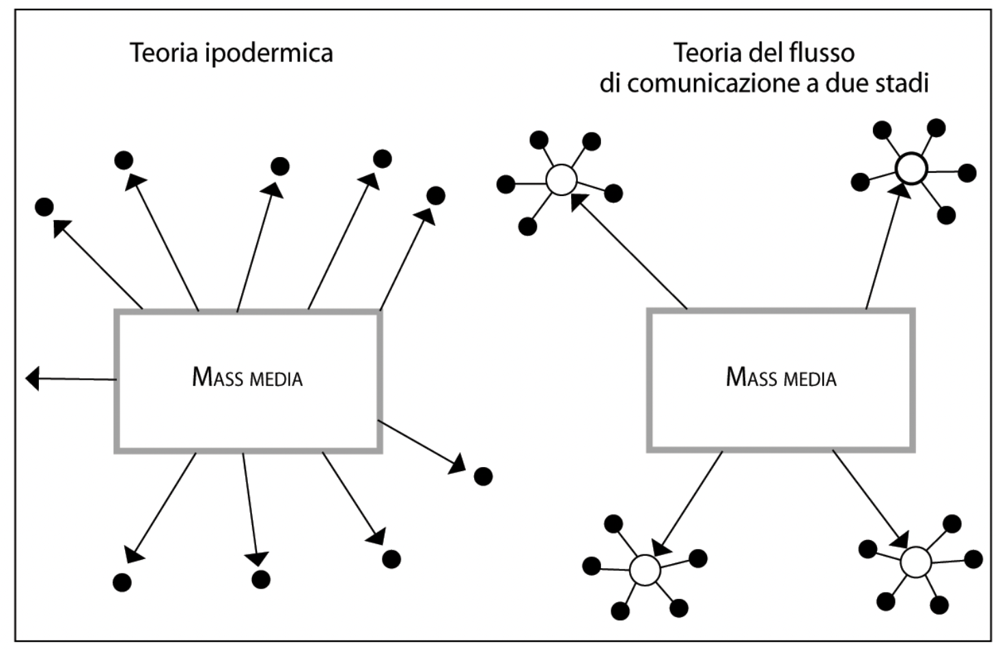 Teoria ipodermica
Teoria del flusso
di comunicazione a due stadi
Mass media
Mass media